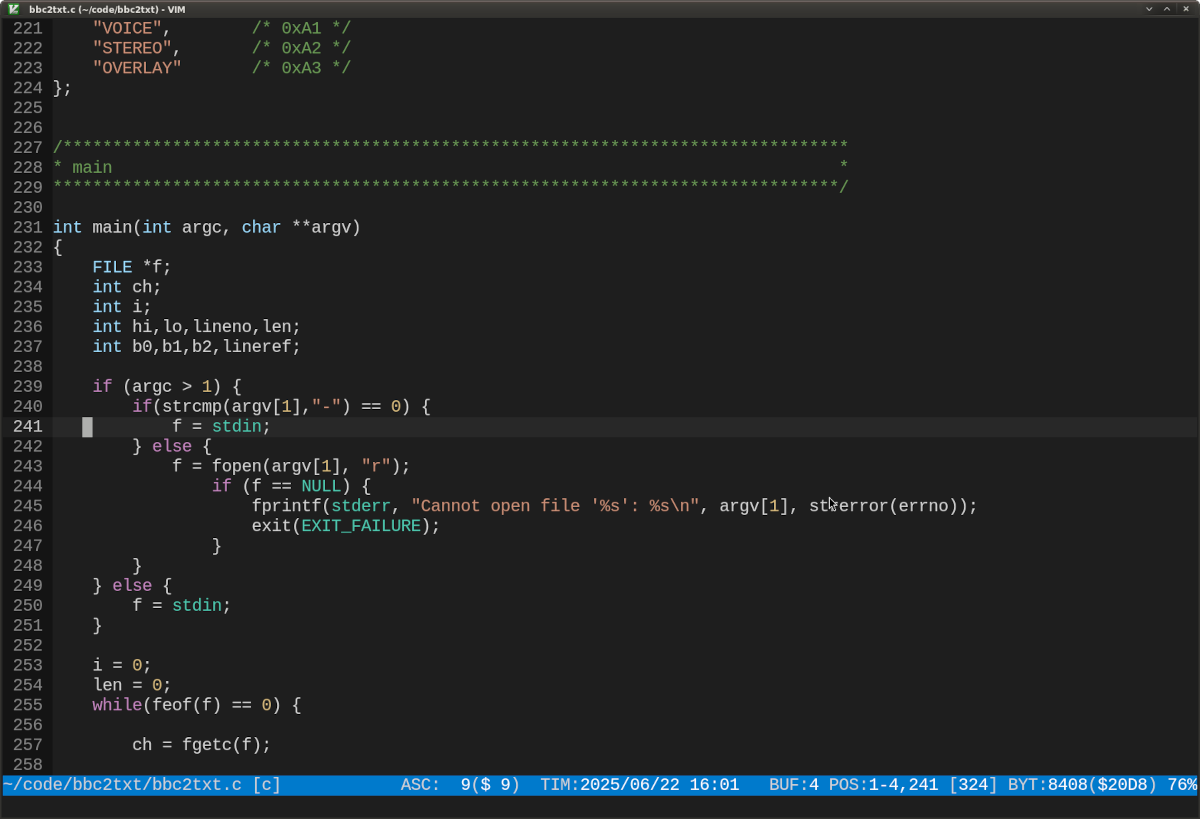 bbc2txt.c (~/code/bbc2txt) - VIM
221     "VOICE",        /* 0xA1 */
222     "STEREO",       /* 0xA2 */
223     "OVERLAY"       /* 0xA3 */
224 };
225
226
227 /*******************************************************************************
228 * main                                                                         *
229 *******************************************************************************/
230
231 int main(int argc, char **argv)
232 {
233     FILE *f;
234     int ch;
235     int i;
236     int hi,lo,lineno,len;
237     int b0,b1,b2,lineref;
238
239     if (argc > 1) {
240         if(strcmp(argv[1],"-") == 0) {
241             f = stdin;
242         } else {
243             f = fopen(argv[1], "r");
244                 if (f == NULL) {
245                     fprintf(stderr, "Cannot open file '%s': %s\n", argv[1], strerror(errno));
246                     exit(EXIT_FAILURE);
247                 }
248         }
249     } else {
250         f = stdin;
251     }
252
253     i = 0;
254     len = 0;
255     while(feof(f) == 0) {
256
257         ch = fgetc(f);
258
~/code/bbc2txt/bbc2txt.c [c]            ASC:  9($ 9)  TIM:2025/06/22 16:01   BUF:4 POS:1-4,241 [324] BYT:8408($20D8) 76%